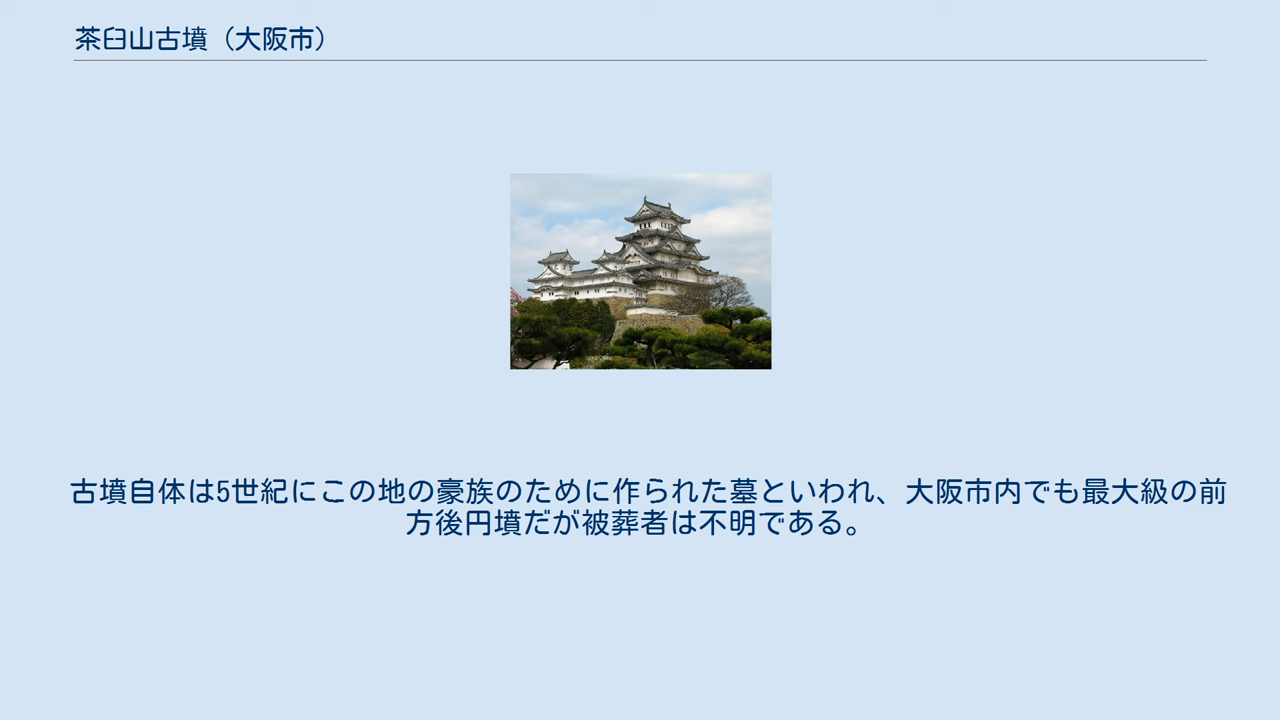 茶臼山古墳（大阪市）
古墳自体は5世紀にこの地の豪族のために作られた墓といわれ、大阪市内でも最大級の前
方後円墳だが被葬者は不明である。